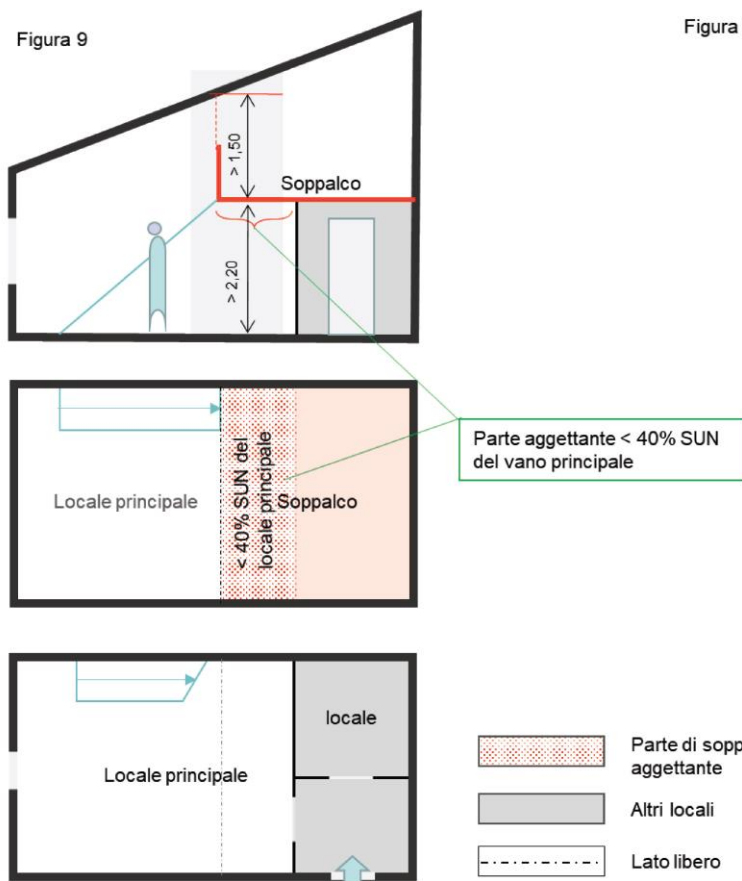 Figura 9
Figura
> 1,50
Soppalco
> 2,20
Parte aggettante < 40% SUN
del vano principale
Locale principale
< 40% SUN del
locale principale
Soppalco
locale
Locale principale
Parte di sopp
aggettante
Altri locali
Lato libero